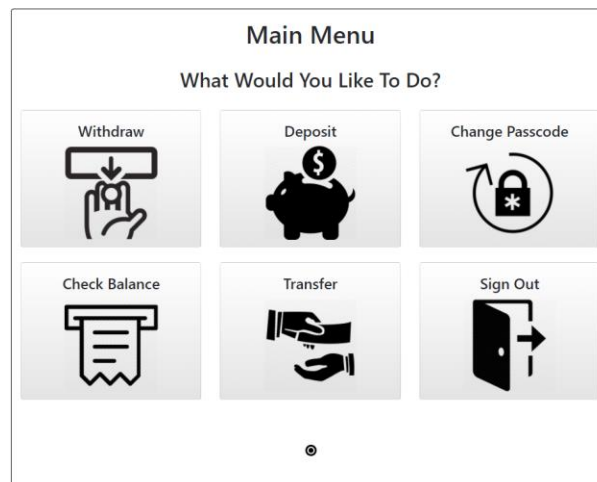 Main Menu
What Would You Like To Do?
Withdraw
Deposit
Change Passcode
$
*
Check Balance
Transfer
Sign Out